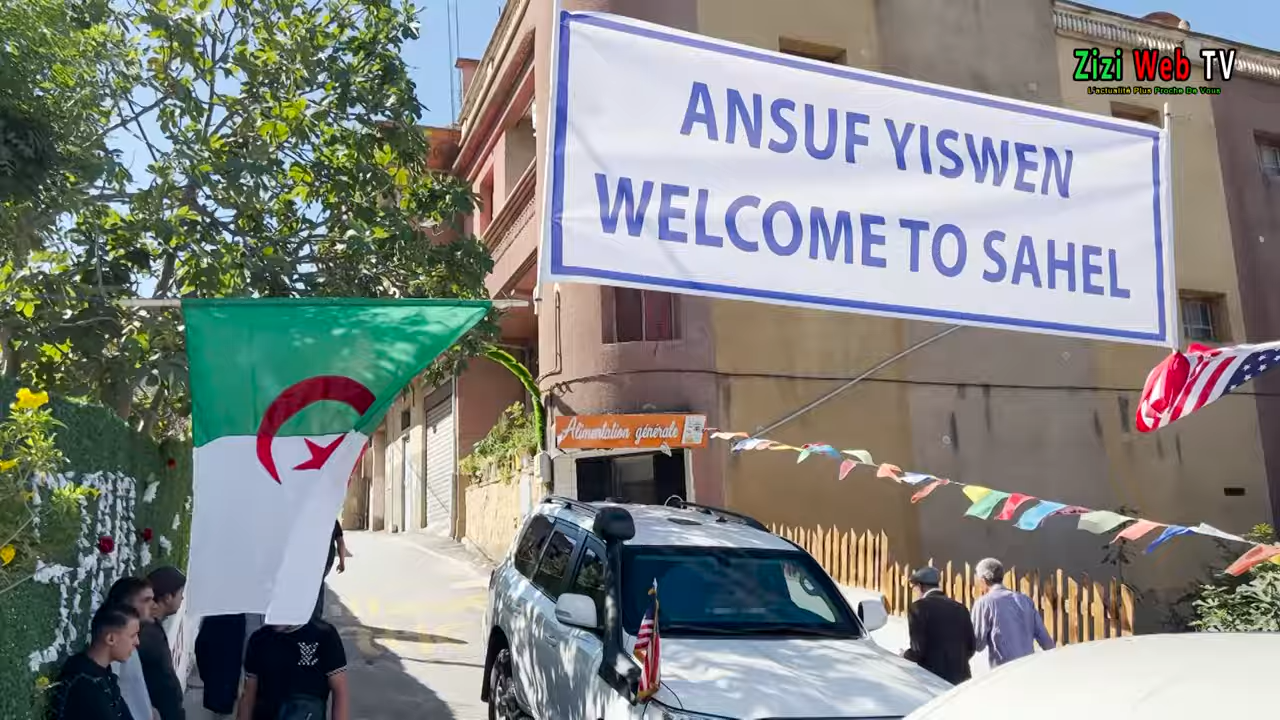 Zizi Web TV
L'actualité Plus Proche De Vous
ANSUF YISWEN
WELCOME TO SAHEL
Alimentation générale